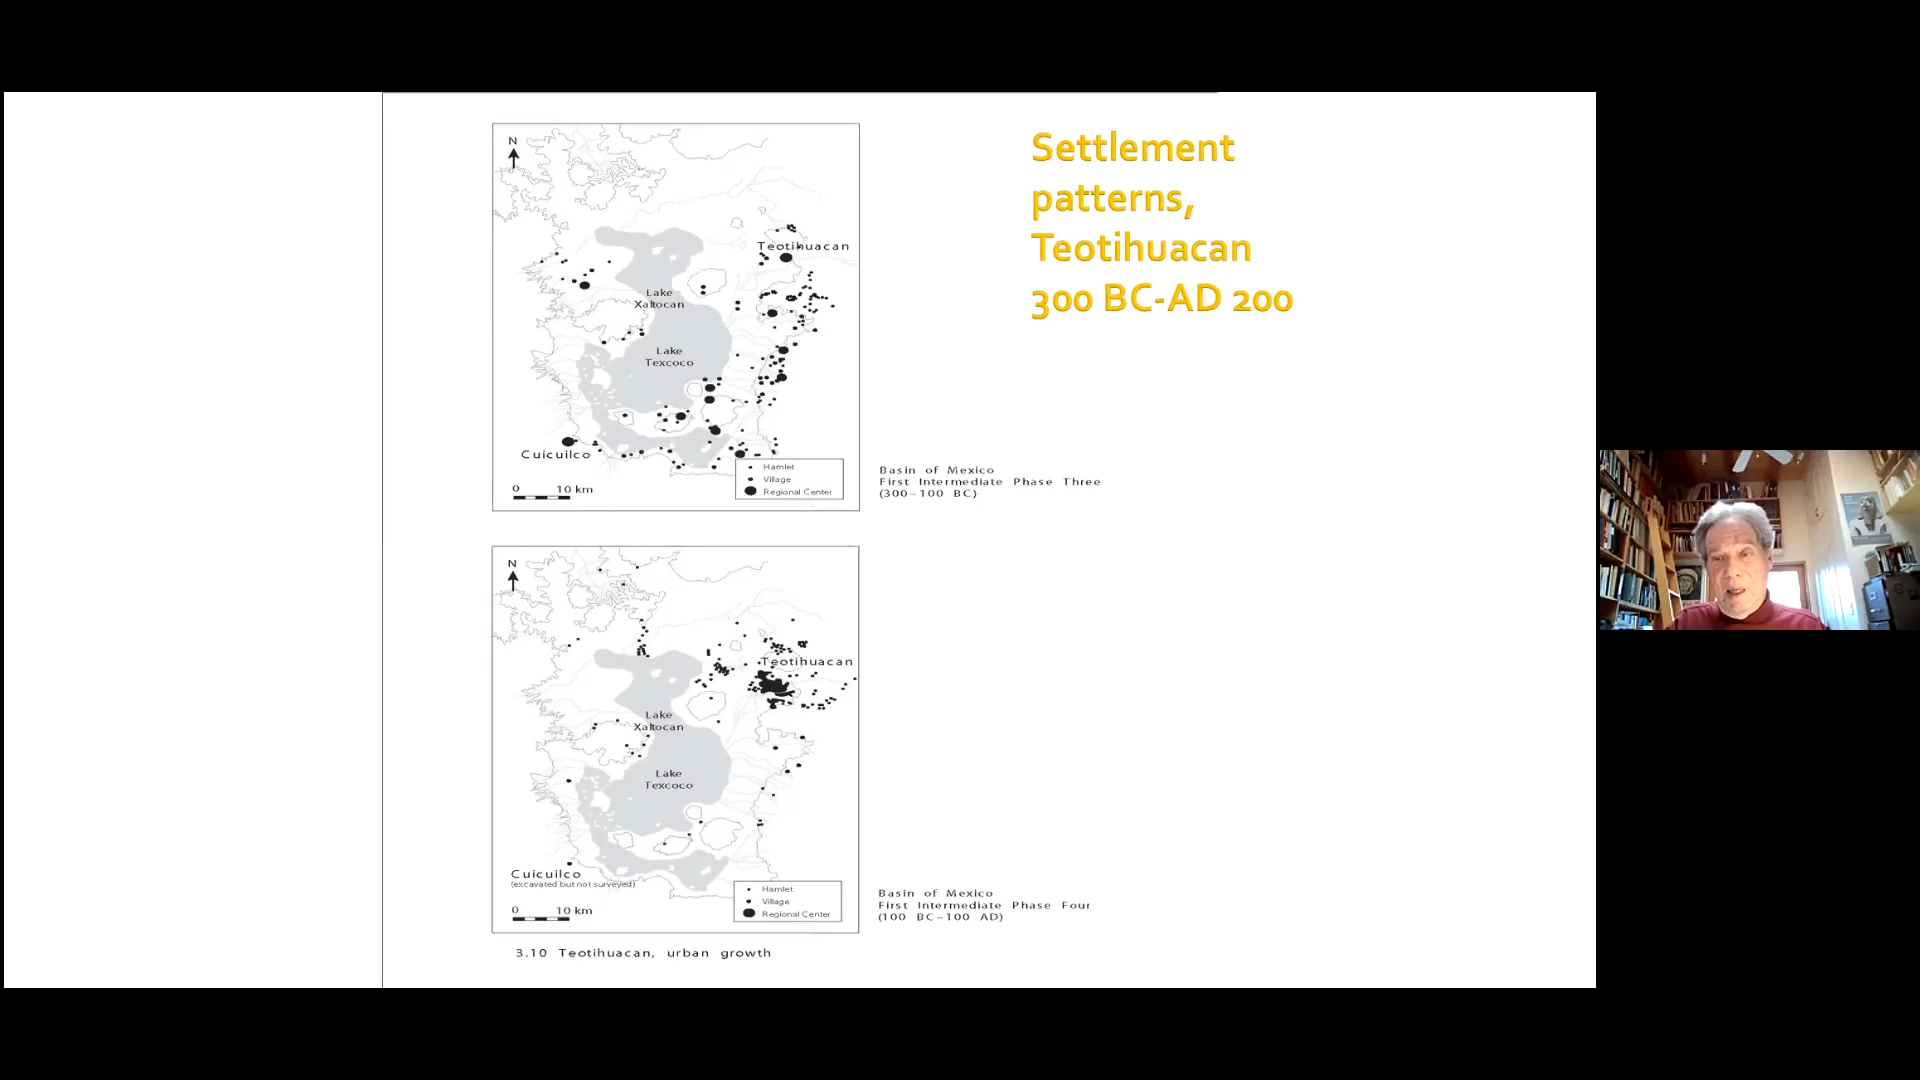 Settlement
patterns,
Teotihuacan
300 BC-AD 200
N
Teotihuacan
Lake
Xaltocan
Lake
Texcoco
Cuicuilco
0 10 km
Hamlet
Village
Regional Center
Basin of Mexico
First Intermediate Phase Three
(300–100 BC)
N
Teotihuacan
Lake
Xaltocan
Lake
Texcoco
Cuicuilco
(excavated but not surveyed)
0 10 km
Hamlet
Village
Regional Center
Basin of Mexico
First Intermediate Phase Four
(100 BC–100 AD)
3.10 Teotihuacan, urban growth